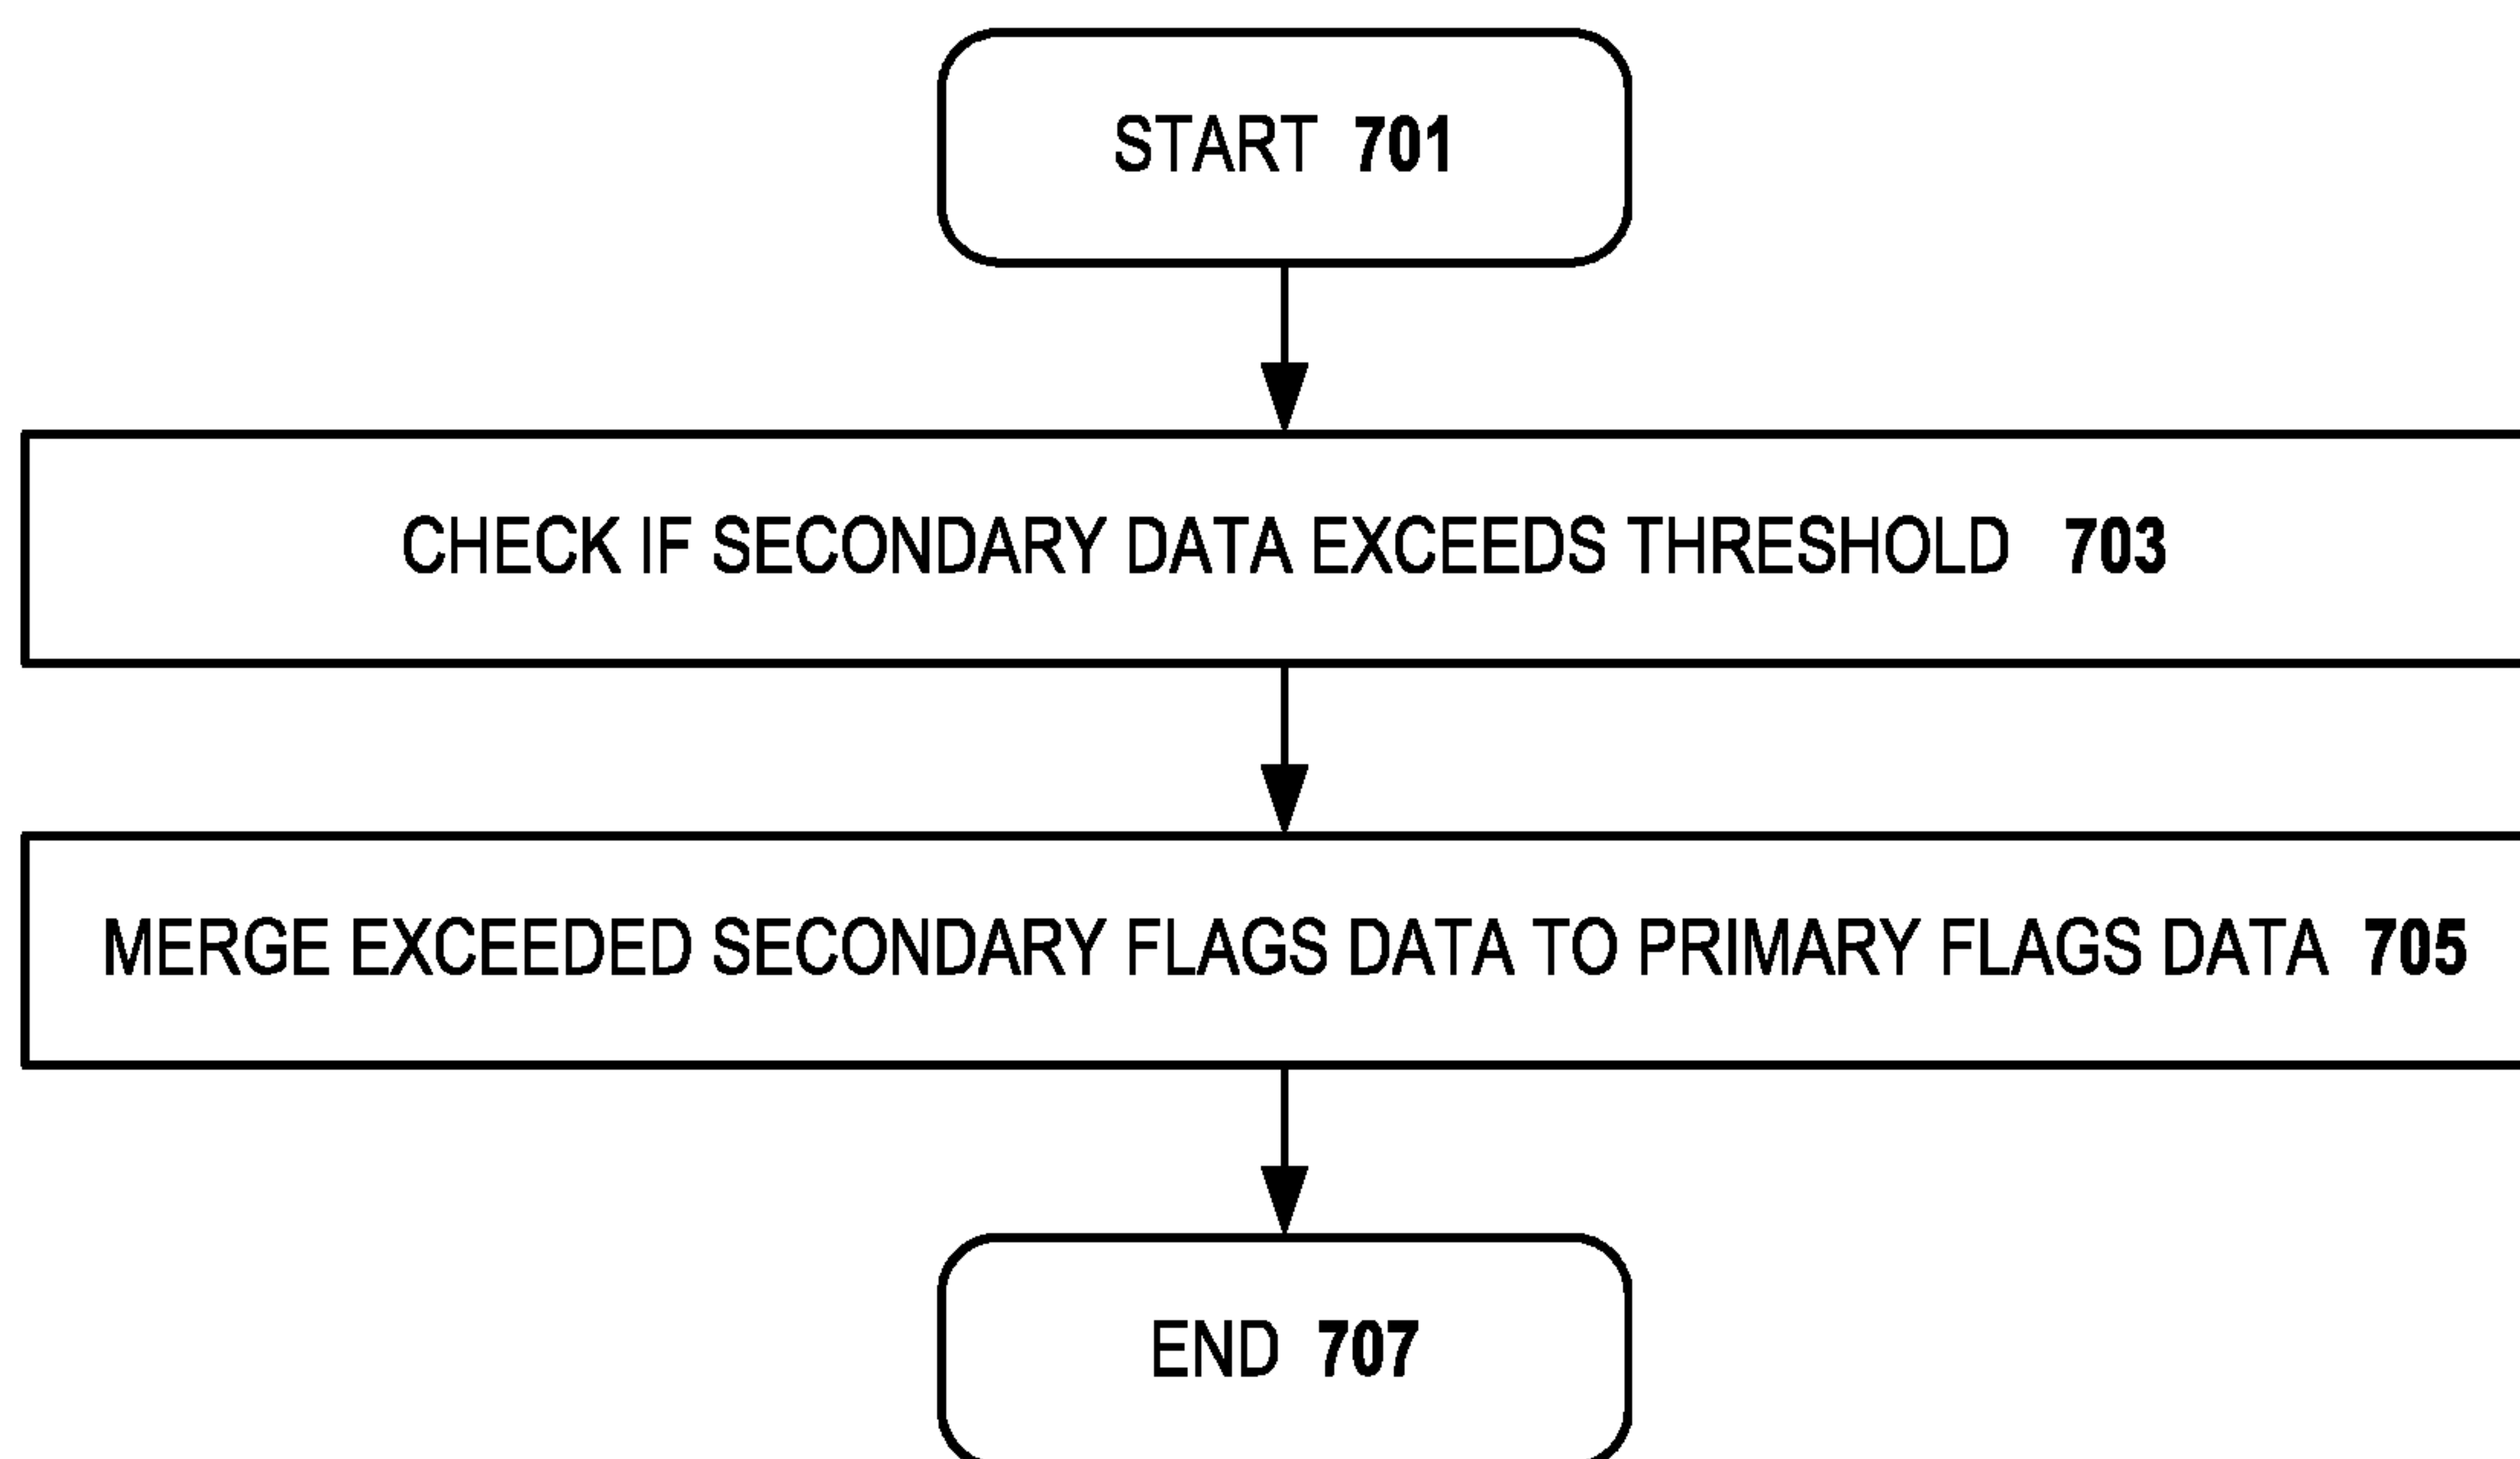 START 701
CHECK IF SECONDARY DATA EXCEEDS THRESHOLD 703
MERGE EXCEEDED SECONDARY FLAGS DATA TO PRIMARY FLAGS DATA 705
END 707